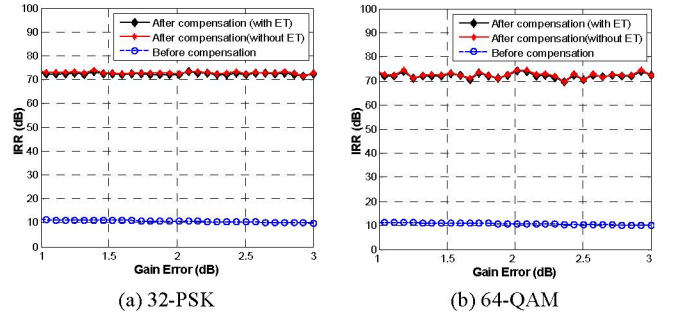 100
90
80
70
60
50
40
30
20
10
0
IRR (dB)
After compensation (with ET)
After compensation(without ET)
Before compensation
1
1.5
2
2.5
3
Gain Error (dB)
(a) 32-PSK
100
90
80
70
60
50
40
30
20
10
0
IRR (dB)
After compensation (with ET)
After compensation(without ET)
Before compensation
1
1.5
2
2.5
3
Gain Error (dB)
(b) 64-QAM